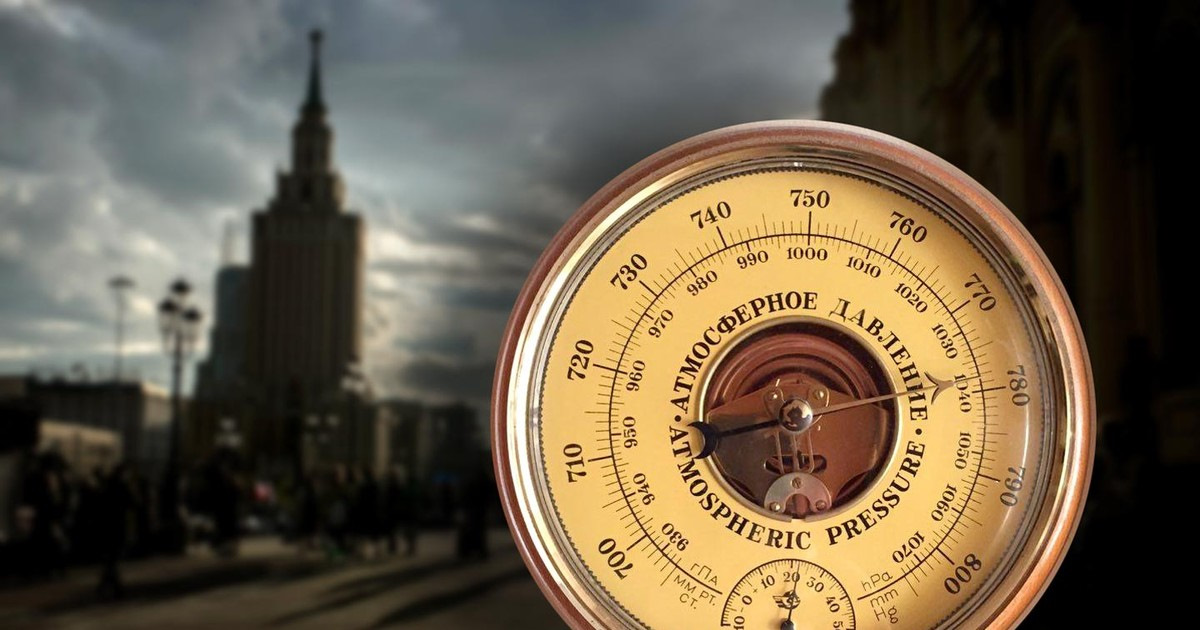 700 710 720 730 740 750 760 770 780 790 800
930 940 950 960 970 980 990 1000 1010 1020 1030 1040 1050 1060 1070
·АТМОСФЕРНОЕ ДАВЛЕНИЕ·
ATMOSPHERIC PRESSURE
гПа
мм рт.
ст.
hPa
mm
Hg
10 0 10 20 30 40